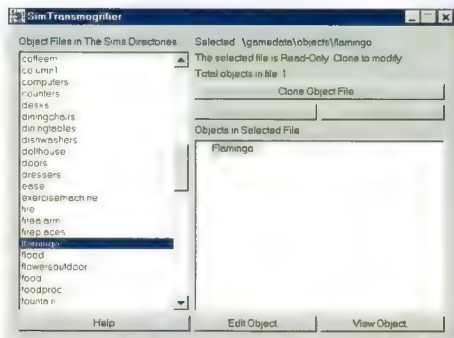 SimTransmogrifier
Object Files in The Sims Directories
coffeem
column1
computers
counters
desks
diningchairs
diningtables
dishwashers
dollhouse
doors
dressers
ease
exercisemachine
fire
firealarm
fireplaces
flamingo
flood
flowersoutdoor
food
foodproc
fountain
Help
Selected \gamedata\objects\flamingo
The selected file is Read-Only Clone to modify
Total objects in file 1
Clone Object File
Objects in Selected File
Flamingo
Edit Object
View Object